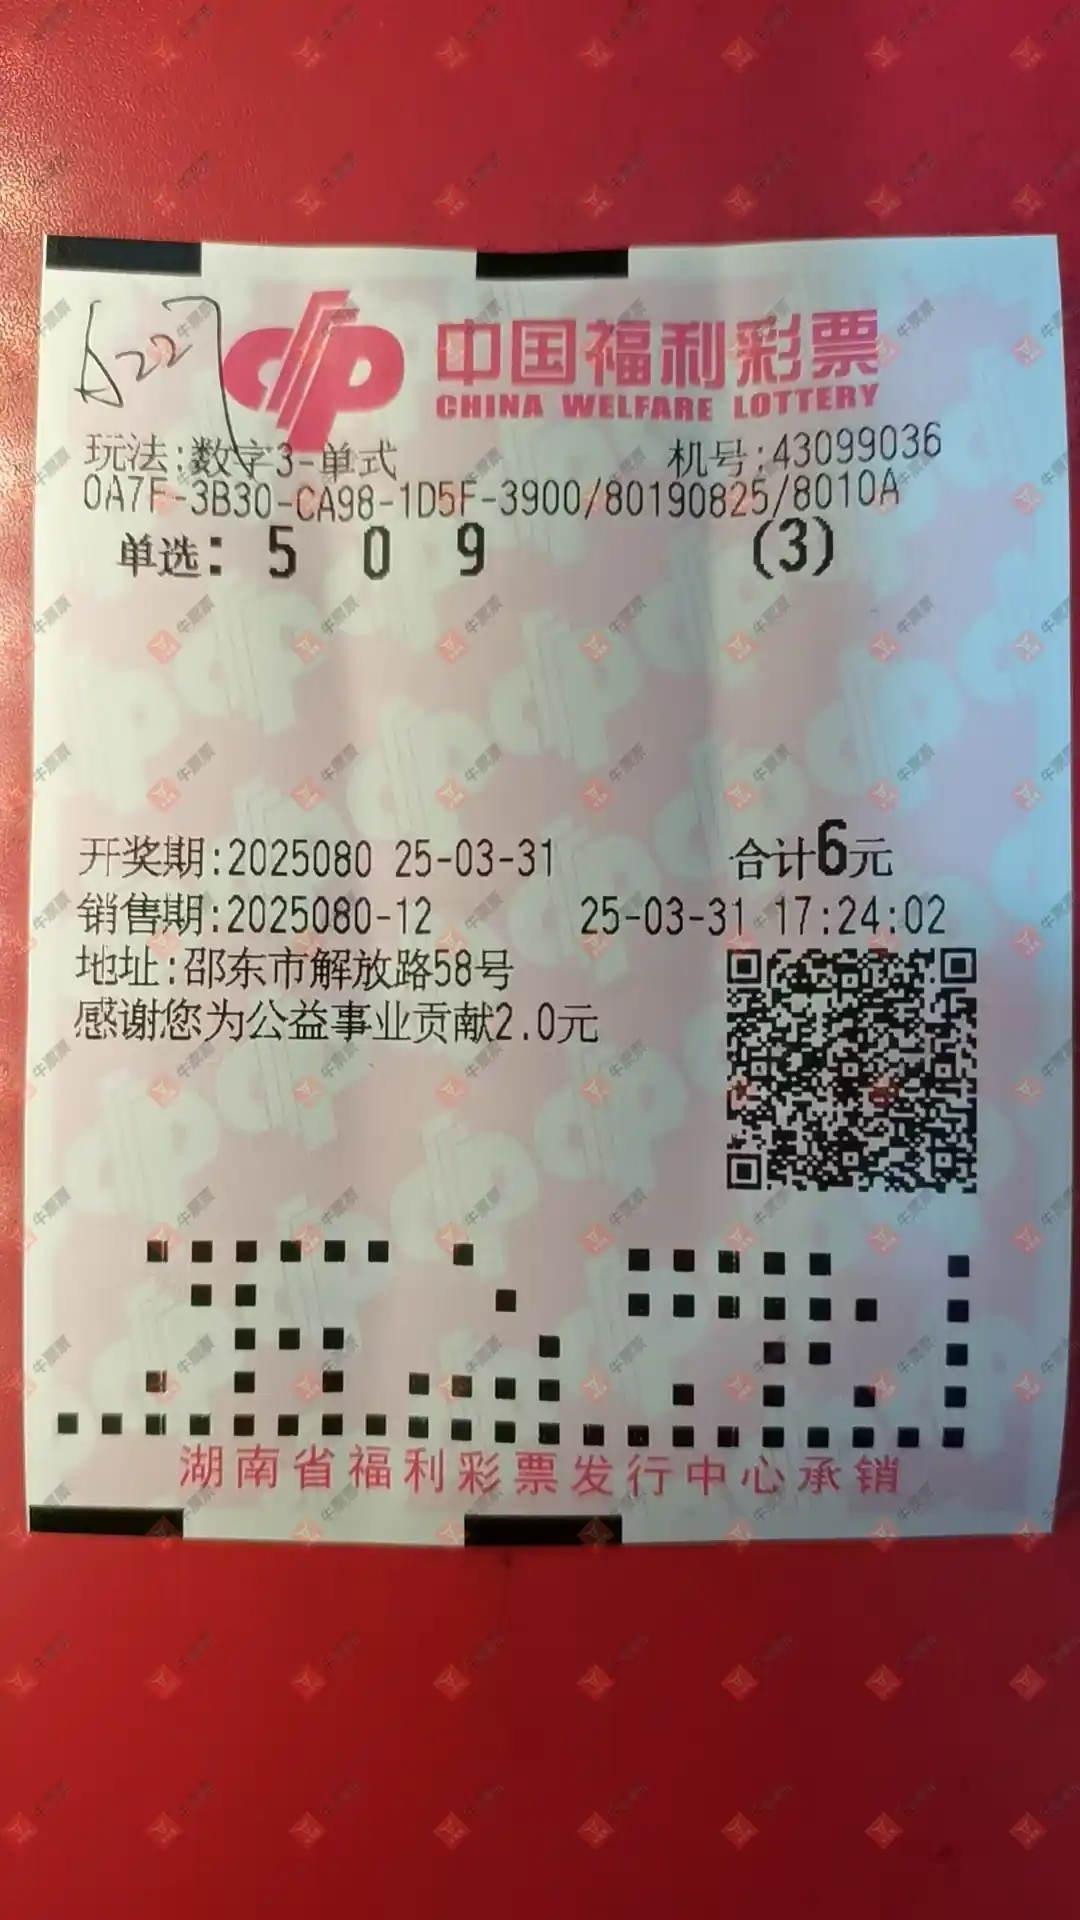 A227
中国福利彩票
CHINA WELFARE LOTTERY
玩法:数字3-单式 机号:43099036
0A7F-3B30-CA98-1D5F-3900/80190825/8010A
单选: 5 0 9 (3)
开奖期:2025080 25-03-31 合计6元
销售期:2025080-12 25-03-31 17:24:02
地址:邵东市解放路58号
感谢您为公益事业贡献2.0元
湖南省福利彩票发行中心承销
牛票票